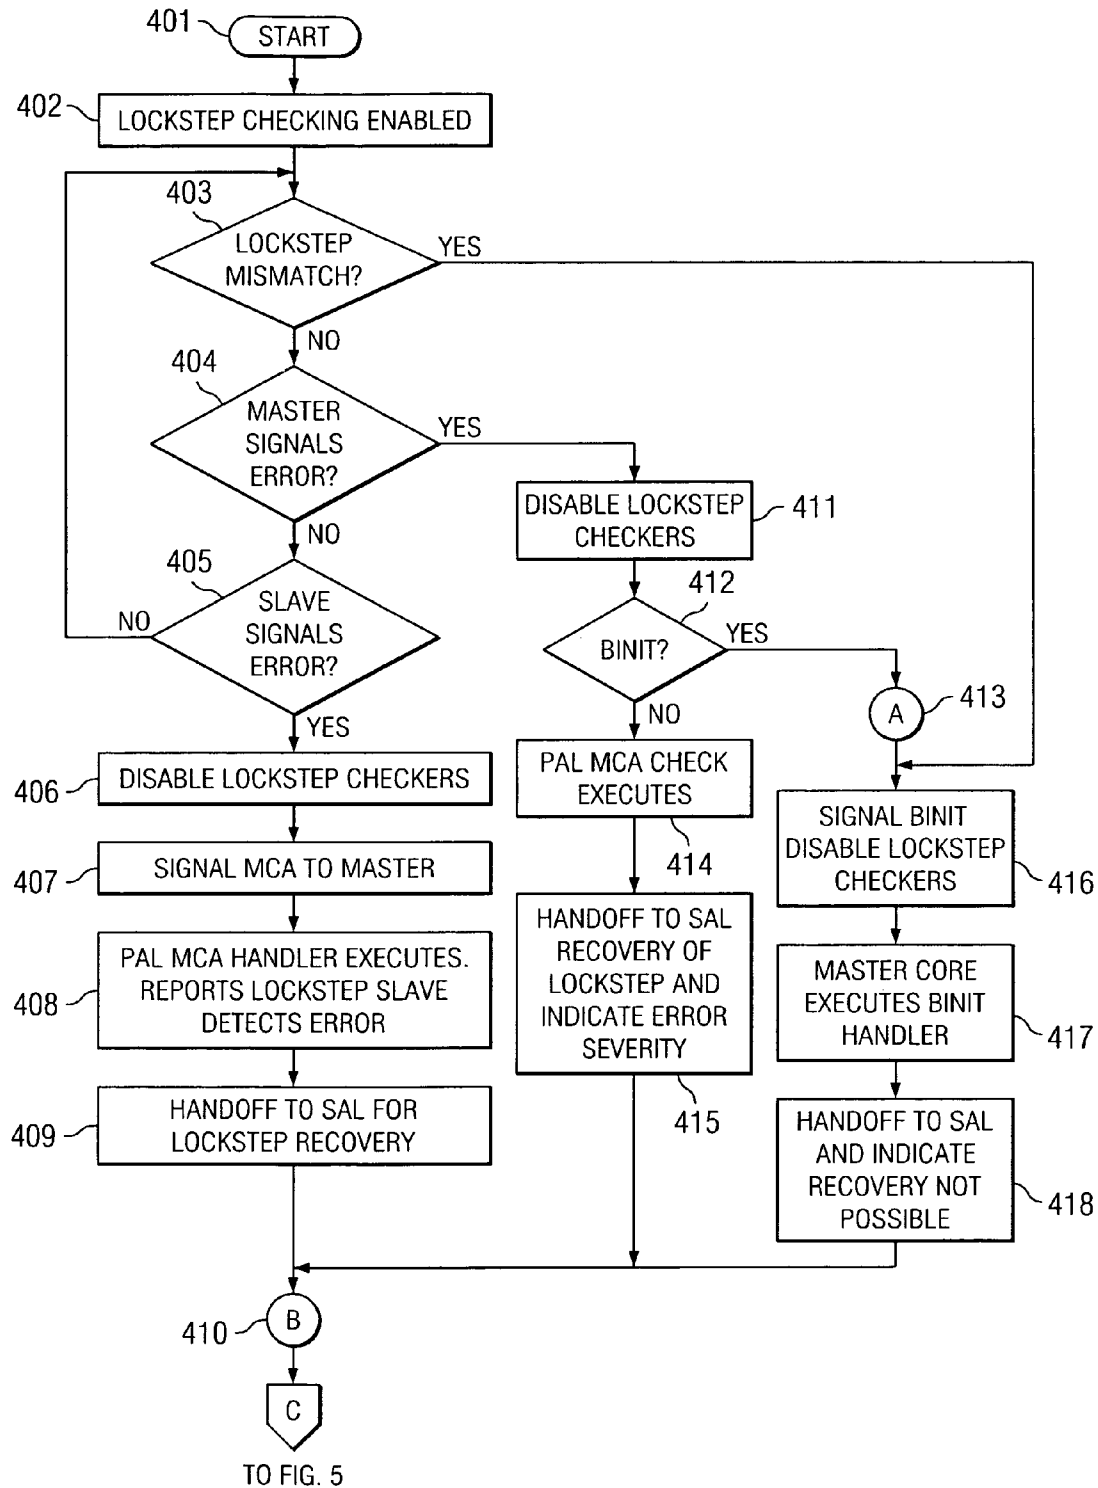 401
START
402
LOCKSTEP CHECKING ENABLED
403
LOCKSTEP
MISMATCH?
YES
NO
404
MASTER
SIGNALS
ERROR?
YES
NO
405
SLAVE
SIGNALS
ERROR?
NO
YES
406
DISABLE LOCKSTEP CHECKERS
407
SIGNAL MCA TO MASTER
408
PAL MCA HANDLER EXECUTES.
REPORTS LOCKSTEP SLAVE
DETECTS ERROR
409
HANDOFF TO SAL FOR
LOCKSTEP RECOVERY
DISABLE LOCKSTEP
CHECKERS
411
412
BINIT?
YES
NO
A
413
PAL MCA CHECK
EXECUTES
414
HANDOFF TO SAL
RECOVERY OF
LOCKSTEP AND
INDICATE ERROR
SEVERITY
415
SIGNAL BINIT
DISABLE LOCKSTEP
CHECKERS
416
MASTER CORE
EXECUTES BINIT
HANDLER
417
HANDOFF TO SAL
AND INDICATE
RECOVERY NOT
POSSIBLE
418
410
B
C
TO FIG. 5